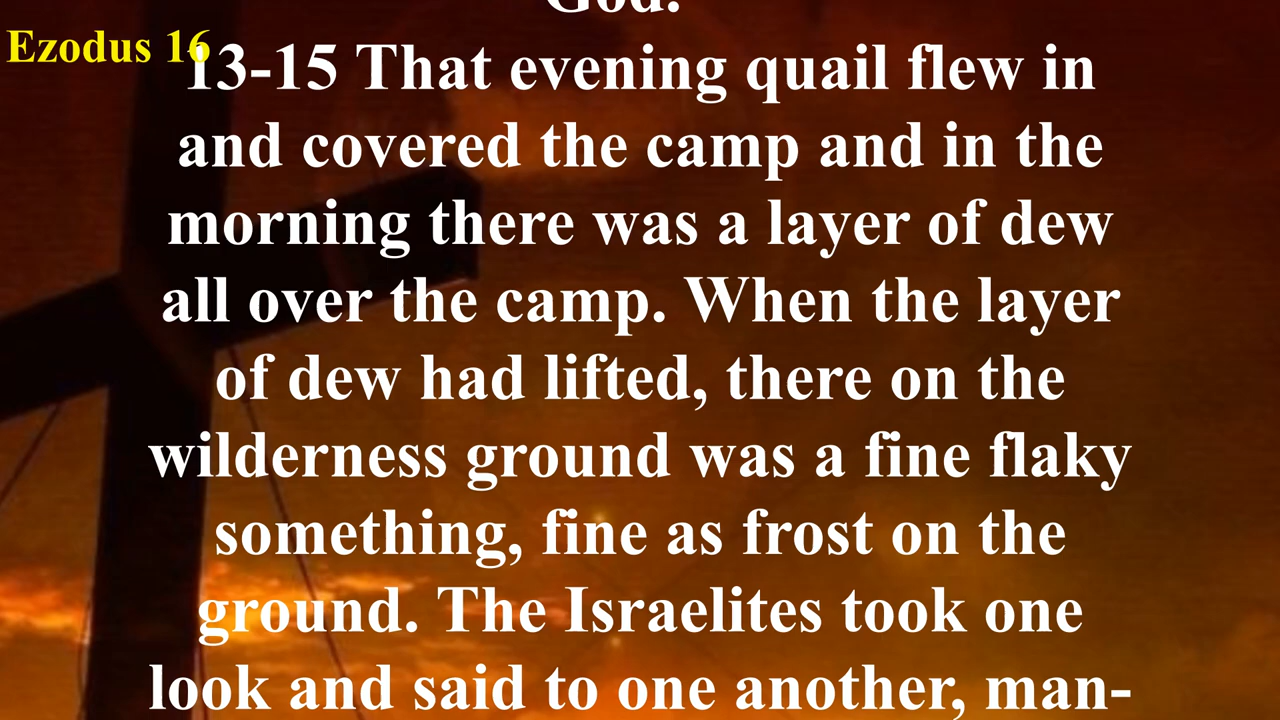 God.
Ezodus 16
13-15 That evening quail flew in
and covered the camp and in the
morning there was a layer of dew
all over the camp. When the layer
of dew had lifted, there on the
wilderness ground was a fine flaky
something, fine as frost on the
ground. The Israelites took one
look and said to one another, man-